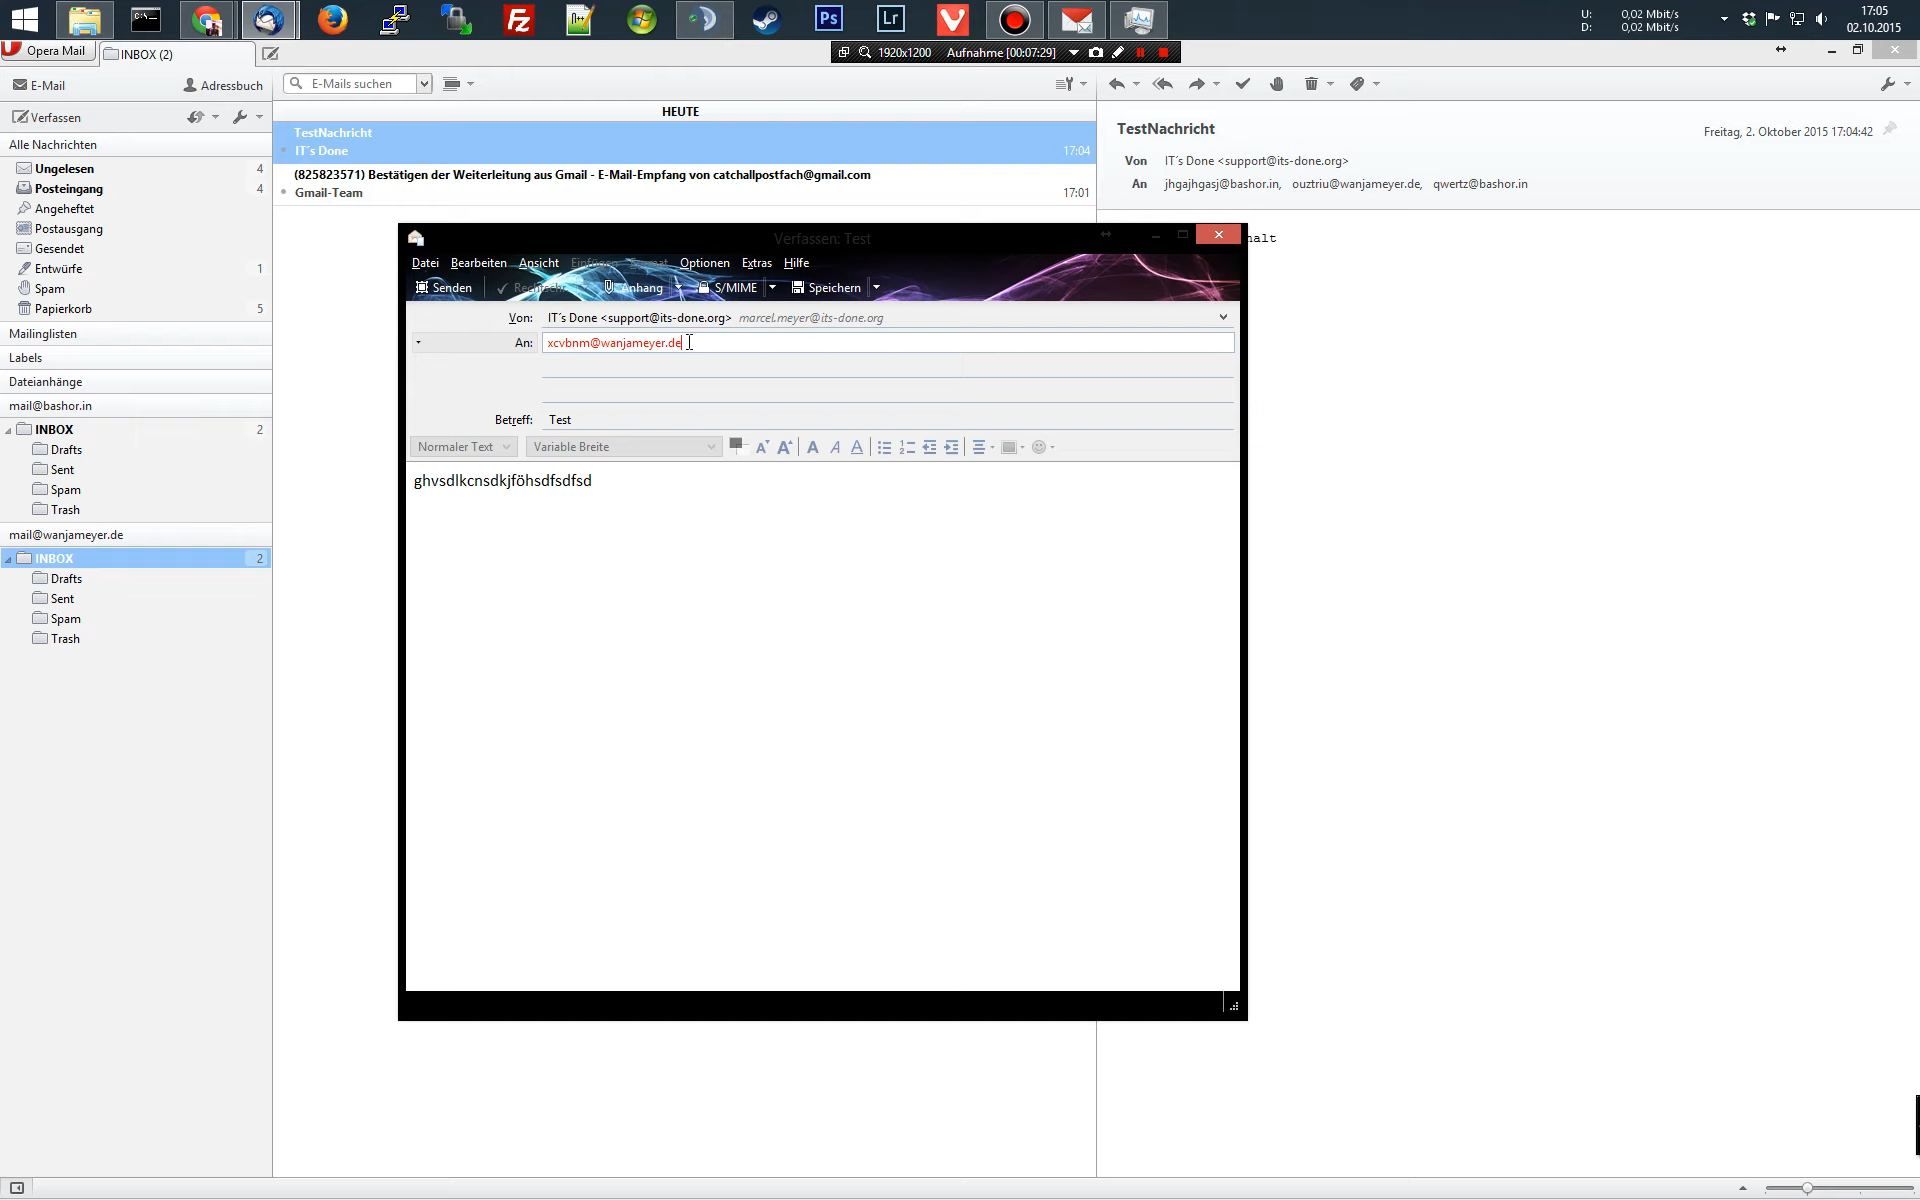 U: 0,02 Mbit/s
D: 0,02 Mbit/s
17:05
02.10.2015
C:\_
Fz
Ps
Lr
Opera Mail
INBOX (2)
1920x1200 Aufnahme [00:07:29]
E-Mail Adressbuch
Verfassen
Alle Nachrichten
Ungelesen 4
Posteingang 4
Angeheftet
Postausgang
Gesendet
Entwürfe 1
Spam
Papierkorb 5
Mailinglisten
Labels
Dateianhänge
mail@bashor.in
INBOX 2
Drafts
Sent
Spam
Trash
mail@wanjameyer.de
INBOX 2
Drafts
Sent
Spam
Trash
E-Mails suchen
HEUTE
TestNachricht
IT´s Done 17:04
(825823571) Bestätigen der Weiterleitung aus Gmail - E-Mail-Empfang von catchallpostfach@gmail.com
Gmail-Team 17:01
TestNachricht
Freitag, 2. Oktober 2015 17:04:42
Von IT´s Done <support@its-done.org>
An jhgajhgasj@bashor.in, ouztriu@wanjameyer.de, qwertz@bashor.in
halt
Verfassen: Test
Datei Bearbeiten Ansicht Einfügen Format Optionen Extras Hilfe
Senden Anhang S/MIME Speichern
Von: IT´s Done <support@its-done.org> marcel.meyer@its-done.org
An: xcvbnm@wanjameyer.de
Betreff: Test
Normaler Text Variable Breite
ghvsdlkcnsdkjföhsdfsdfsd